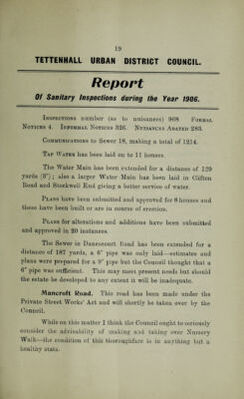 19
TETTENHALL URBAN DISTRICT COUNCIL.
Report
Of Sanitary Inspections during the Year 1906.
INSPECTIONS number (as to nuisances) 968 FORMAL
NOTICES 4. INFORMAL NOTICES 326. NUISANCES ABATED 283.
COMMUNICATIONS to Sewer 18, making a total of 1214.
TAP WATER has been laid on to 11 houses.
The Water Main has been extended for a distance of 129
yards (3"); also a larger Water Main has been laid in Clifton
Road and Stockwell End giving a better service of water.
PLANS have been submitted and approved for 8 houses and
these have been built or are in course of erection.
PLANS for alterations and additions have been submitted
and approved in 20 instances.
The Sewer in Danescourt Road has been extended for a
distance of 187 yards, a 6" pipe was only laid—estimates and
plans were prepared for a 9" pipe but the Council thought that a
6" pipe was sufficient. This may meet present needs but should
the estate be developed to any extent it will be inadequate.
Mancroft Road. This road has been made under the
Private Street Works' Act and will shortly be taken over by the
Council.
While on this matter I think the Council ought to seriously
consider the advisability of making and taking over Nursery
Walk—the condition of this thoroughfare is in anything but a
healthy state.